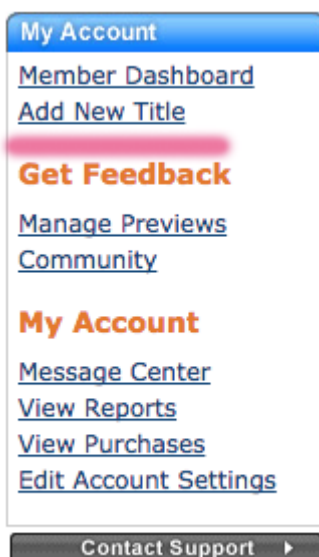 My Account
Member Dashboard
Add New Title
Get Feedback
Manage Previews
Community
My Account
Message Center
View Reports
View Purchases
Edit Account Settings
Contact Support